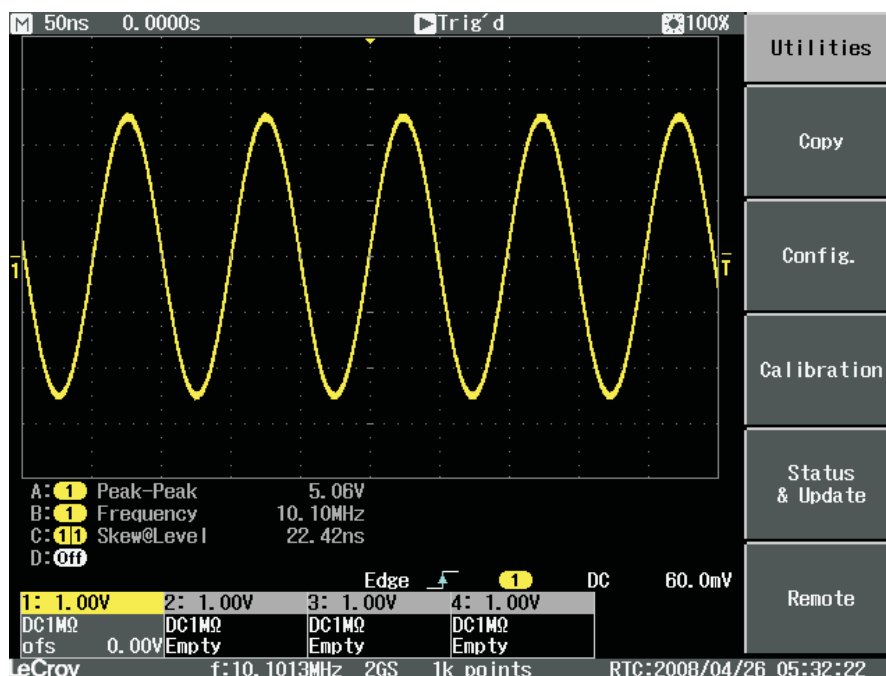 M 50ns 0.0000s Trig´d 100%
Utilities
Copy
Config.
Calibration
Status
& Update
Remote
1
T
A: 1 Peak-Peak 5.06V
B: 1 Frequency 10.10MHz
C: 1 1 Skew@Level 22.42ns
D: Off
Edge 1 DC 60.0mV
1: 1.00V 2: 1.00V 3: 1.00V 4: 1.00V
DC1MΩ DC1MΩ DC1MΩ DC1MΩ
ofs 0.00V Empty Empty Empty
LeCroy f:10.1013MHz 2GS 1k points RTC:2008/04/26 05:32:22